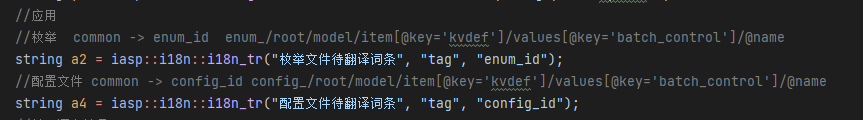 //应用
//枚举  common -> enum_id  enum_/root/model/item[@key='kvdef']/values[@key='batch_control']/@name
string a2 = iasp::i18n::i18n_tr("枚举文件待翻译词条", "tag", "enum_id");
//配置文件 common -> config_id config_/root/model/item[@key='kvdef']/values[@key='batch_control']/@name
string a4 = iasp::i18n::i18n_tr("配置文件待翻译词条", "tag", "config_id");